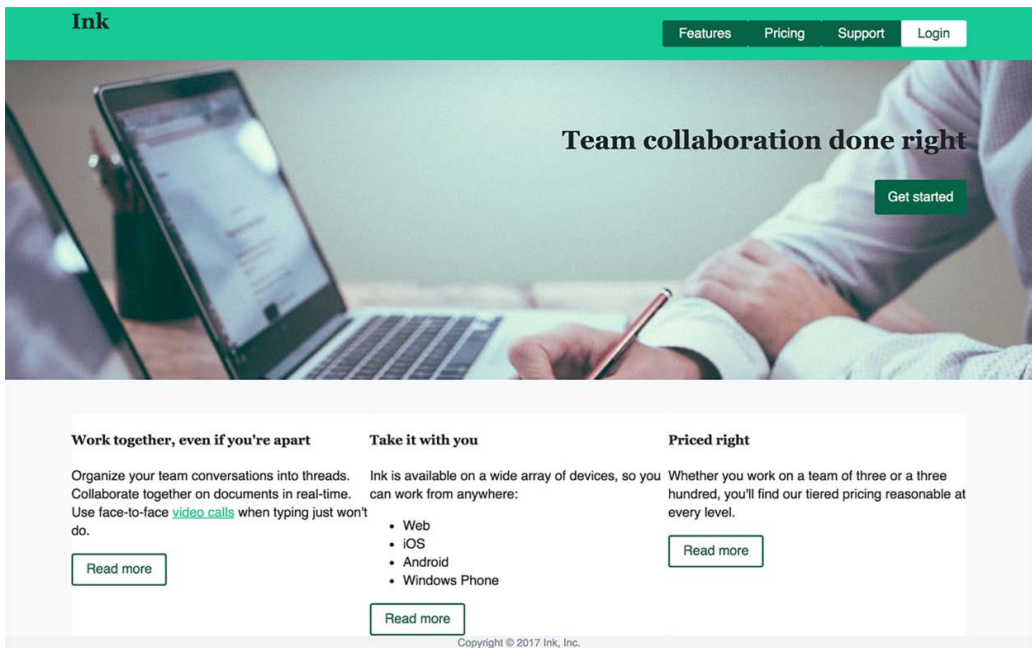 Ink
Features Pricing Support Login
Team collaboration done right
Get started
Work together, even if you're apart
Organize your team conversations into threads.
Collaborate together on documents in real-time.
Use face-to-face video calls when typing just won't
do.
Read more
Take it with you
Ink is available on a wide array of devices, so you
can work from anywhere:
• Web
• iOS
• Android
• Windows Phone
Read more
Priced right
Whether you work on a team of three or a three
hundred, you'll find our tiered pricing reasonable at
every level.
Read more
Copyright © 2017 Ink, Inc.